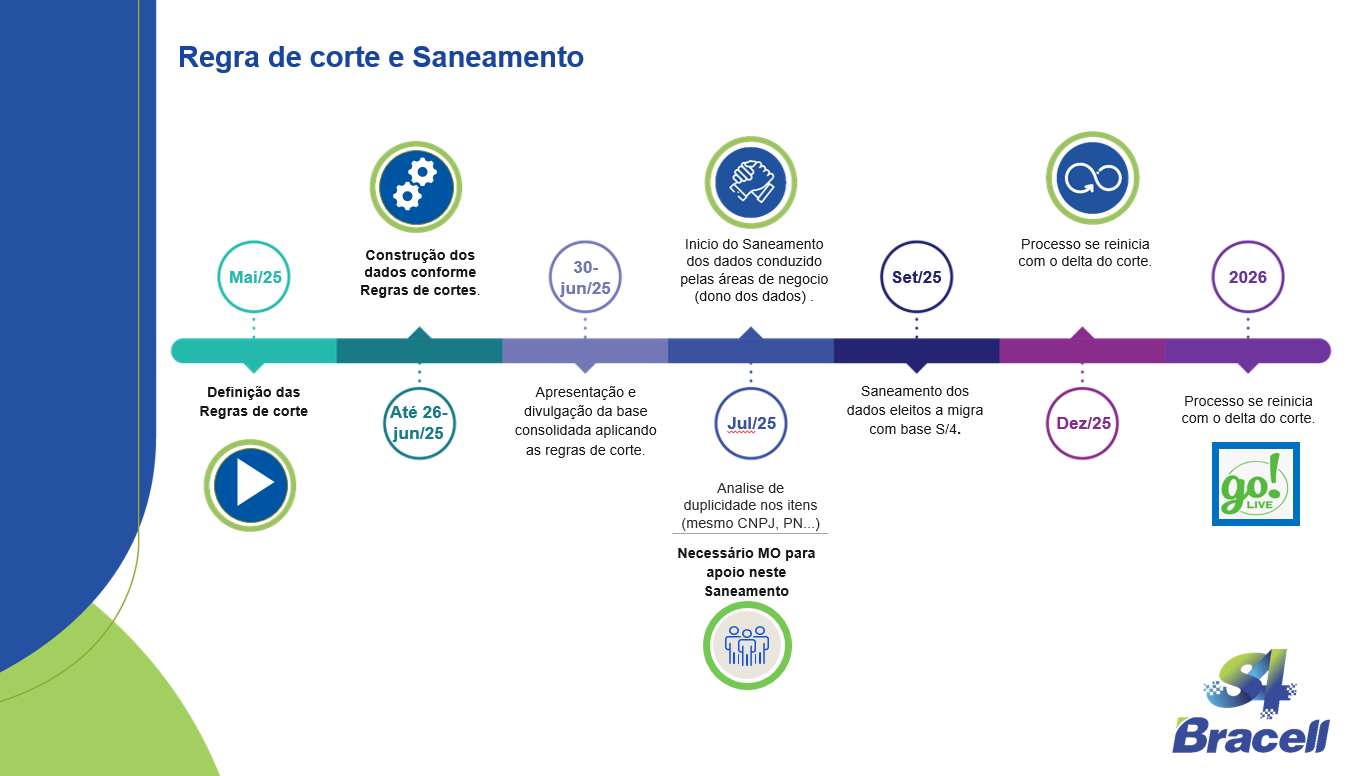 Regra de corte e Saneamento
Mai/25
Definição das
Regras de corte
Construção dos
dados conforme
Regras de cortes.
Até 26-
jun/25
30-
jun/25
Apresentação e
divulgação da base
consolidada aplicando
as regras de corte.
Inicio do Saneamento
dos dados conduzido
pelas áreas de negocio
(dono dos dados) .
Jul/25
Analise de
duplicidade nos itens
(mesmo CNPJ, PN...)
Necessário MO para
apoio neste
Saneamento
Set/25
Saneamento dos
dados eleitos a migra
com base S/4.
Processo se reinicia
com o delta do corte.
Dez/25
2026
Processo se reinicia
com o delta do corte.
go!
LIVE
S4
Bracell